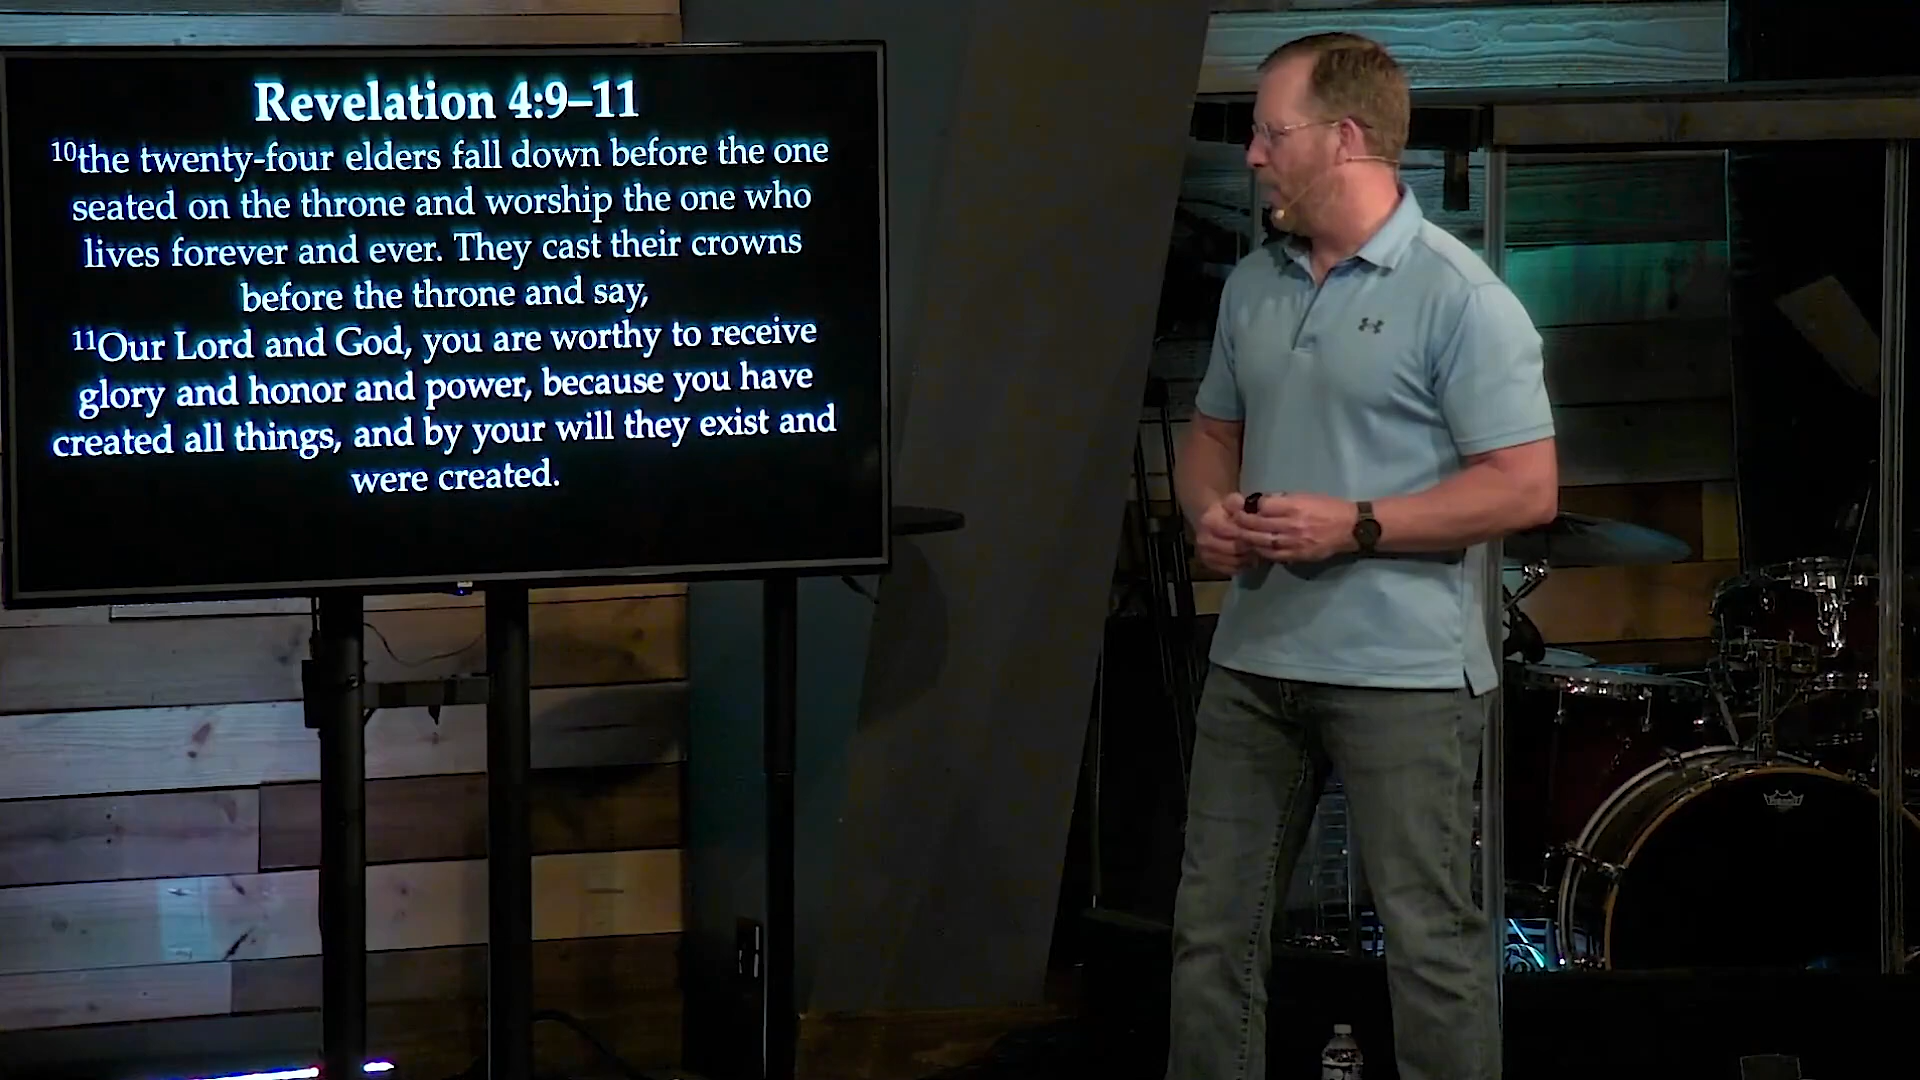 Revelation 4:9–11
¹⁰the twenty-four elders fall down before the one
seated on the throne and worship the one who
lives forever and ever. They cast their crowns
before the throne and say,
¹¹Our Lord and God, you are worthy to receive
glory and honor and power, because you have
created all things, and by your will they exist and
were created.